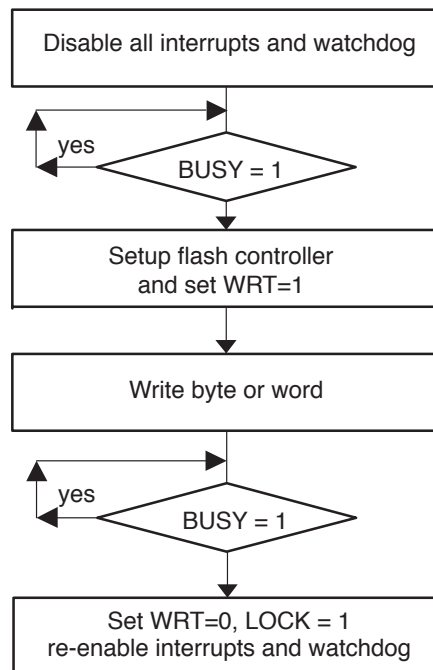 Disable all interrupts and watchdog
yes
BUSY = 1
Setup flash controller
and set WRT=1
Write byte or word
yes
BUSY = 1
Set WRT=0, LOCK = 1
re-enable interrupts and watchdog